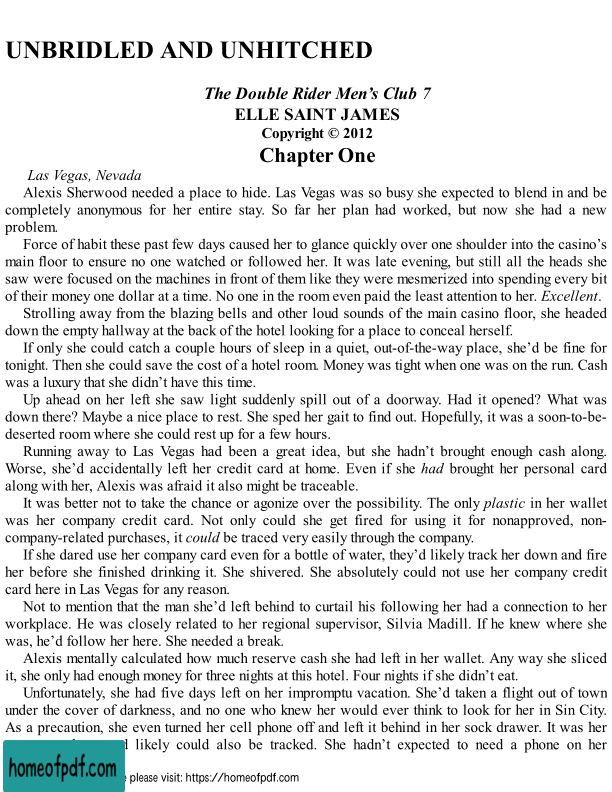 UNBRIDLED AND UNHITCHED
The Double Rider Men's Club 7
ELLE SAINT JAMES
Copyright © 2012
Chapter One
Las Vegas, Nevada
Alexis Sherwood needed a place to hide. Las Vegas was so busy she expected to blend in and be
completely anonymous for her entire stay. So far her plan had worked, but now she had a new
problem.
Force of habit these past few days caused her to glance quickly over one shoulder into the casino's
main floor to ensure no one watched or followed her. It was late evening, but still all the heads she
saw were focused on the machines in front of them like they were mesmerized into spending every bit
of their money one dollar at a time. No one in the room even paid the least attention to her. Excellent.
Strolling away from the blazing bells and other loud sounds of the main casino floor, she headed
down the empty hallway at the back of the hotel looking for a place to conceal herself.
If only she could catch a couple hours of sleep in a quiet, out-of-the-way place, she'd be fine for
tonight. Then she could save the cost of a hotel room. Money was tight when one was on the run. Cash
was a luxury that she didn't have this time.
Up ahead on her left she saw light suddenly spill out of a doorway. Had it opened? What was
down there? Maybe a nice place to rest. She sped her gait to find out. Hopefully, it was a soon-to-be-
deserted room where she could rest up for a few hours.
Running away to Las Vegas had been a great idea, but she hadn't brought enough cash along.
Worse, she'd accidentally left her credit card at home. Even if she had brought her personal card
along with her, Alexis was afraid it also might be traceable.
It was better not to take the chance or agonize over the possibility. The only plastic in her wallet
was her company credit card. Not only could she get fired for using it for nonapproved, non-
company-related purchases, it could be traced very easily through the company.
If she dared use her company card even for a bottle of water, they'd likely track her down and fire
her before she finished drinking it. She shivered. She absolutely could not use her company credit
card here in Las Vegas for any reason.
Not to mention that the man she'd left behind to curtail his following her had a connection to her
workplace. He was closely related to her regional supervisor, Silvia Madill. If he knew where she
was, he'd follow her here. She needed a break.
Alexis mentally calculated how much reserve cash she had left in her wallet. Any way she sliced
it, she only had enough money for three nights at this hotel. Four nights if she didn't eat.
Unfortunately, she had five days left on her impromptu vacation. She'd taken a flight out of town
under the cover of darkness, and no one who knew her would ever think to look for her in Sin City.
As a precaution, she even turned her cell phone off and left it behind in her sock drawer. It was her
likely could also be tracked. She hadn't expected to need a phone on her
homeofpdf.com
please visit: https://homeofpdf.com